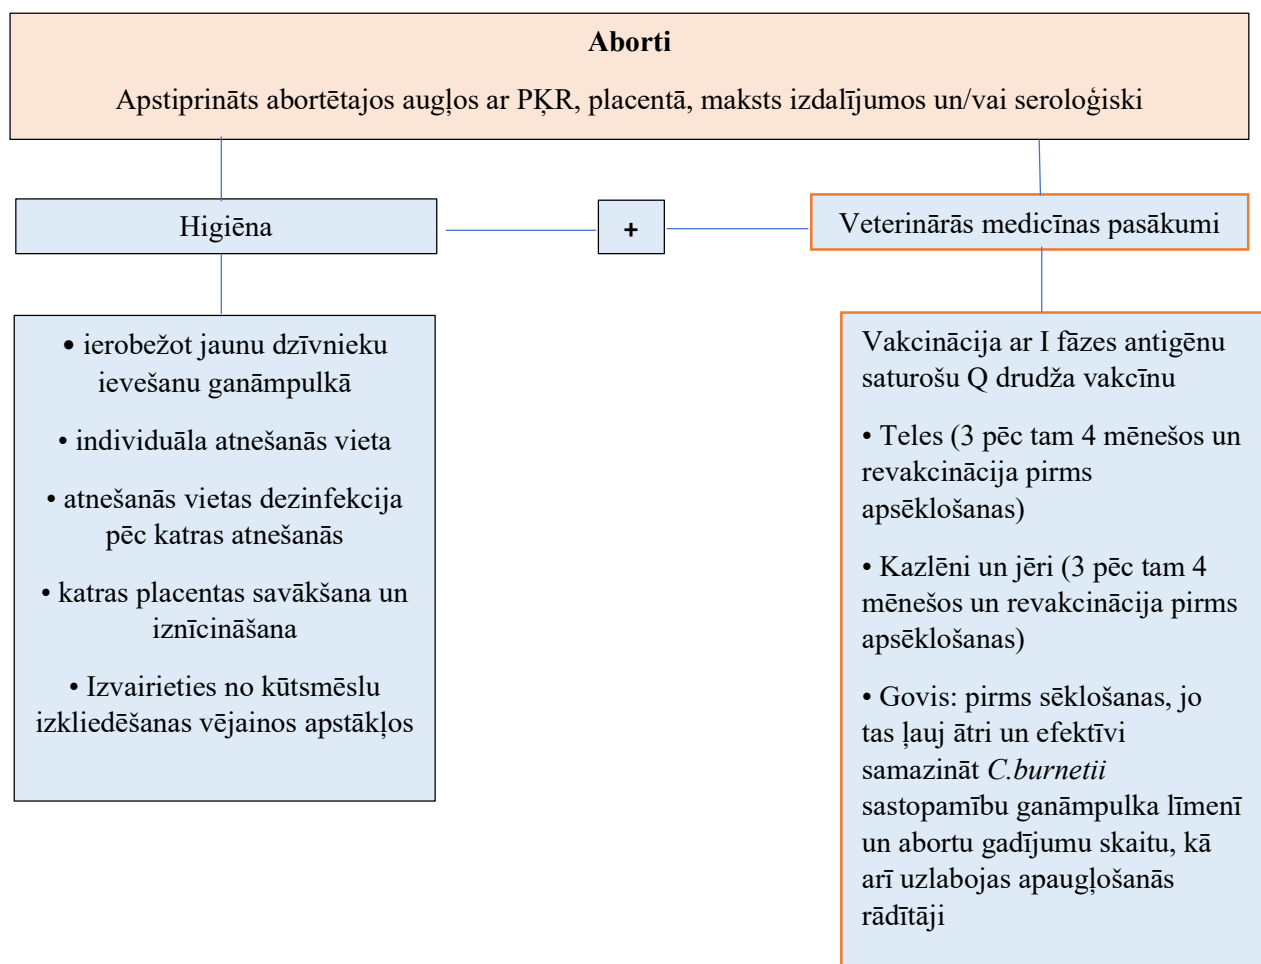 Aborti
Apstiprināts abortētajos augļos ar PĶR, placentā, maksts izdalījumos un/vai seroloģiski
Higiēna
+
Veterinārās medicīnas pasākumi
• ierobežot jaunu dzīvnieku
ievešanu ganāmpulkā
• individuāla atnešanās vieta
• atnešanās vietas dezinfekcija
pēc katras atnešanās
• katras placentas savākšana un
iznīcināšana
• Izvairieties no kūtsmēslu
izkliedēšanas vējainos apstākļos
Vakcinācija ar I fāzes antigēnu
saturošu Q drudža vakcīnu
• Teles (3 pēc tam 4 mēnešos un
revakcinācija pirms
apsēklošanas)
• Kazlēni un jēri (3 pēc tam 4
mēnešos un revakcinācija pirms
apsēklošanas)
• Govis: pirms sēklošanas, jo
tas ļauj ātri un efektīvi
samazināt C.burnetii
sastopamību ganāmpulka līmenī
un abortu gadījumu skaitu, kā
arī uzlabojas apaugļošanās
rādītāji